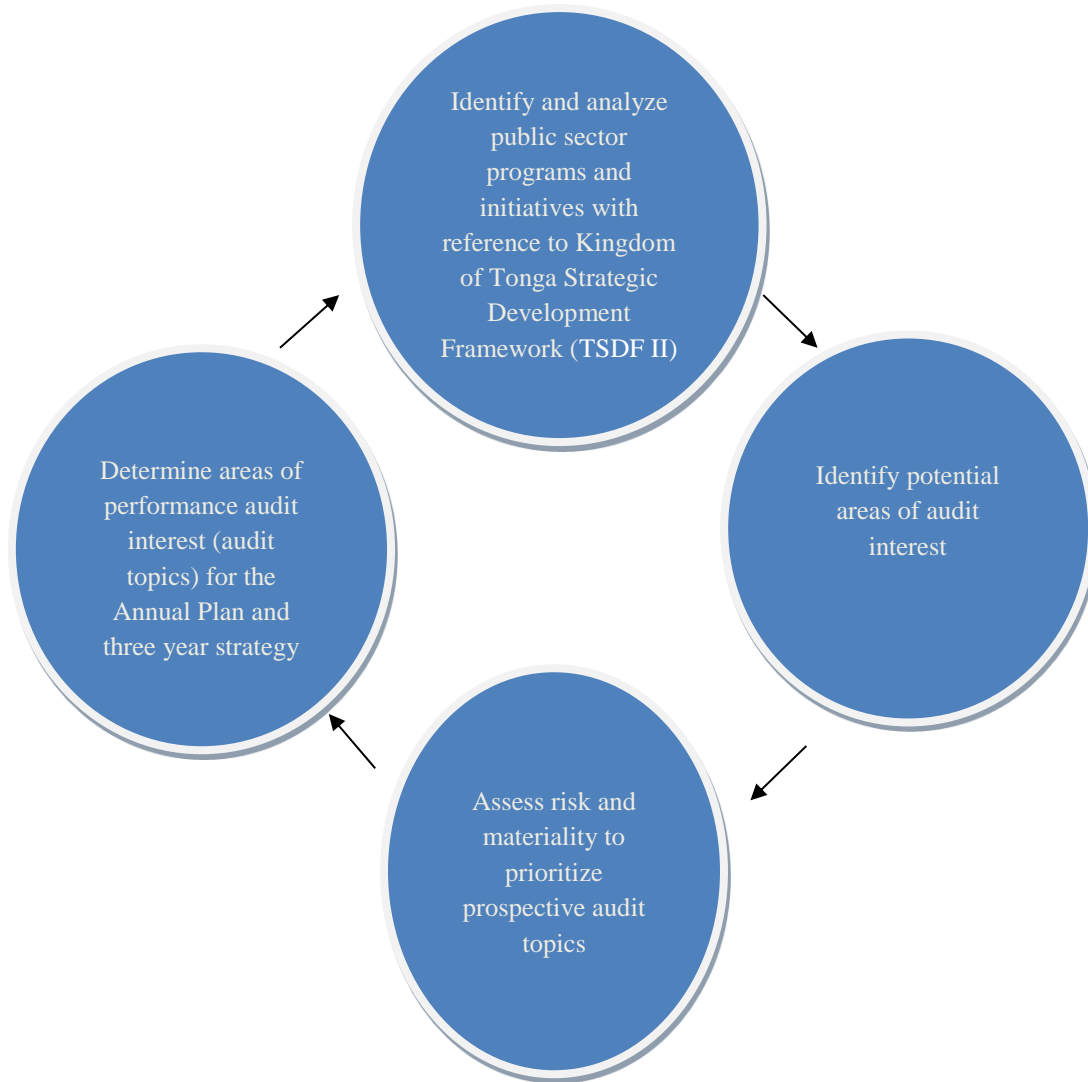 Identify and analyze
public sector
programs and
initiatives with
reference to Kingdom
of Tonga Strategic
Development
Framework (TSDF II)
Identify potential
areas of audit
interest
Assess risk and
materiality to
prioritize
prospective audit
topics
Determine areas of
performance audit
interest (audit
topics) for the
Annual Plan and
three year strategy